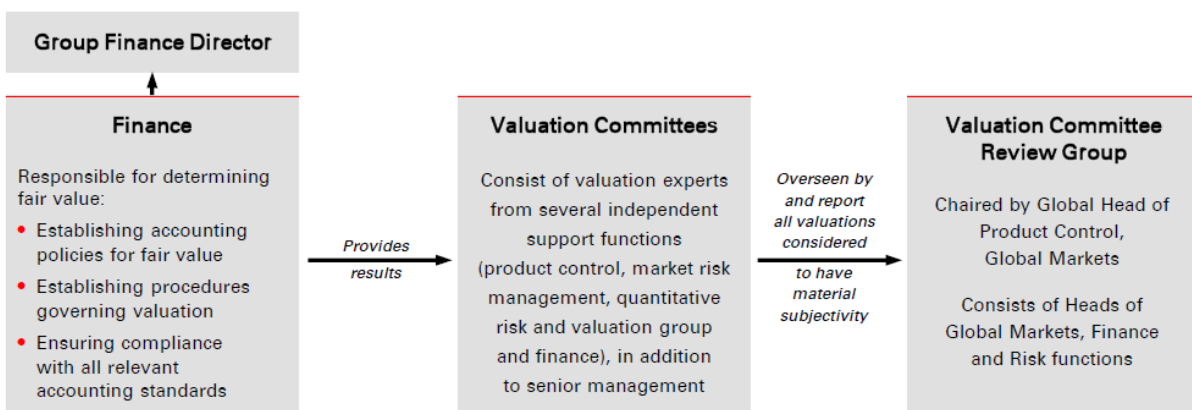 Group Finance Director
Finance
Responsible for determining
fair value:
• Establishing accounting
policies for fair value
• Establishing procedures
governing valuation
• Ensuring compliance
with all relevant
accounting standards
Provides
results
Valuation Committees
Consist of valuation experts
from several independent
support functions
(product control, market risk
management, quantitative
risk and valuation group
and finance), in addition
to senior management
Overseen by
and report
all valuations
considered
to have
material
subjectivity
Valuation Committee
Review Group
Chaired by Global Head of
Product Control,
Global Markets
Consists of Heads of
Global Markets, Finance
and Risk functions